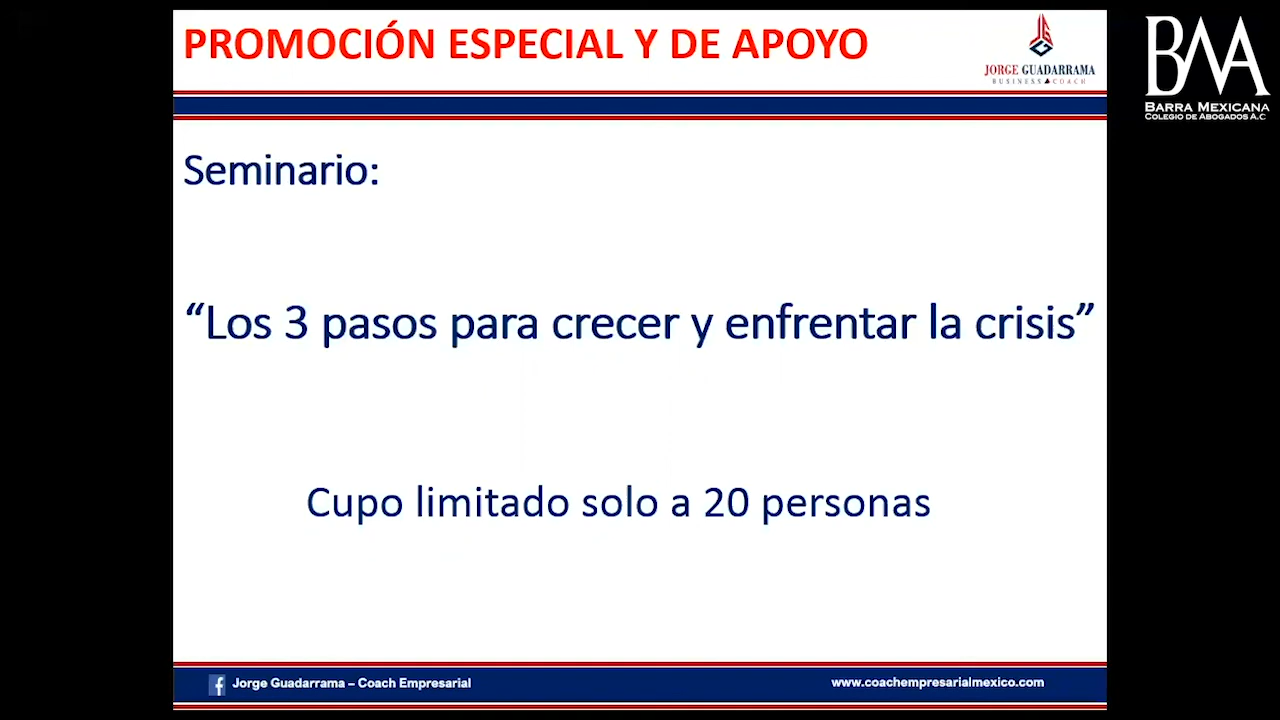 PROMOCIÓN ESPECIAL Y DE APOYO
JORGE GUADARRAMA
BUSINESS COACH
BMA
BARRA MEXICANA
COLEGIO DE ABOGADOS A.C
Seminario:
“Los 3 pasos para crecer y enfrentar la crisis”
Cupo limitado solo a 20 personas
Jorge Guadarrama – Coach Empresarial
www.coachempresarialmexico.com